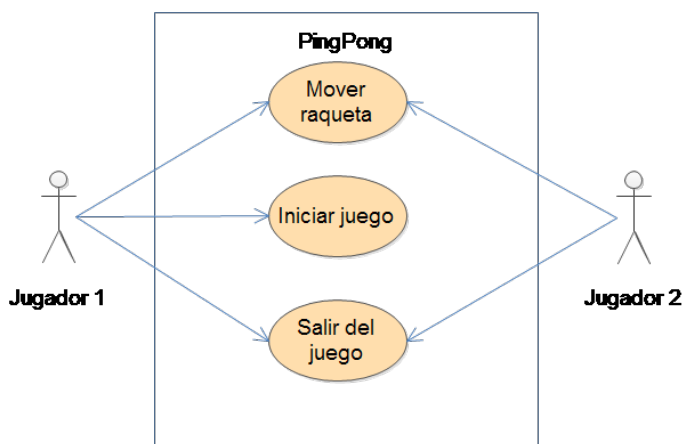 PingPong
Mover
raqueta
Iniciar juego
Jugador 1
Jugador 2
Salir del
juego